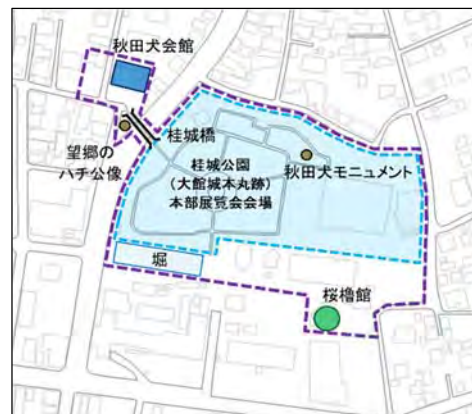 秋田犬会館
桂城橋
望郷の
ハチ公像
桂城公園
(大館城本丸跡)
本部展覧会会場
秋田犬モニュメント
堀
桜櫓館